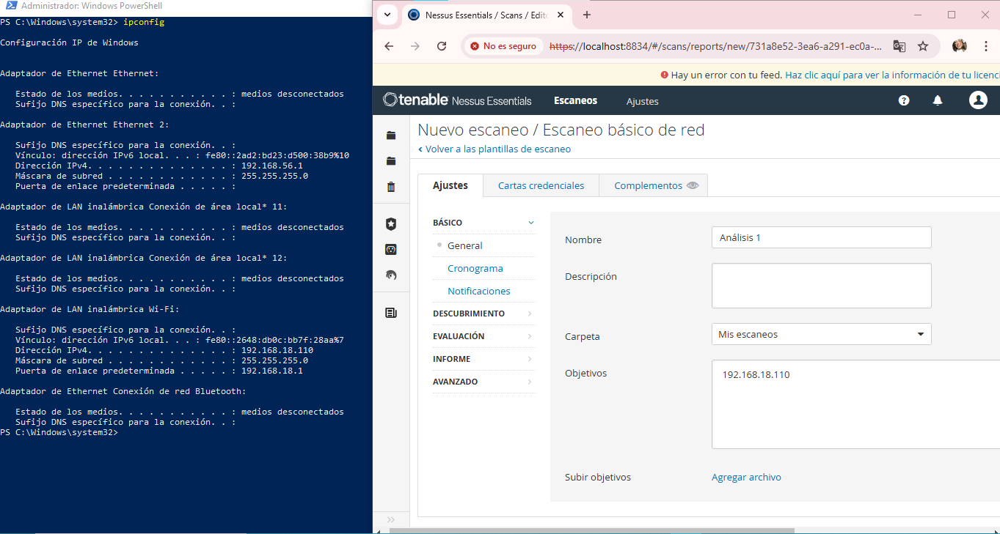 Administrador: Windows PowerShell
PS C:\Windows\system32> ipconfig
Configuración IP de Windows
Adaptador de Ethernet Ethernet:
Estado de los medios. . . . . . . . . . . : medios desconectados
Sufijo DNS específico para la conexión. . :
Adaptador de Ethernet Ethernet 2:
Sufijo DNS específico para la conexión. . :
Vínculo: dirección IPv6 local. . . : fe80::2ad2:bd23:d500:38b9%10
Dirección IPv4. . . . . . . . . . . . . . : 192.168.56.1
Máscara de subred . . . . . . . . . . . . : 255.255.255.0
Puerta de enlace predeterminada . . . . . :
Adaptador de LAN inalámbrica Conexión de área local* 11:
Estado de los medios. . . . . . . . . . . : medios desconectados
Sufijo DNS específico para la conexión. . :
Adaptador de LAN inalámbrica Conexión de área local* 12:
Estado de los medios. . . . . . . . . . . : medios desconectados
Sufijo DNS específico para la conexión. . :
Adaptador de LAN inalámbrica Wi-Fi:
Sufijo DNS específico para la conexión. . :
Vínculo: dirección IPv6 local. . . : fe80::2648:db0c:bb7f:28aa%7
Dirección IPv4. . . . . . . . . . . . . . : 192.168.18.110
Máscara de subred . . . . . . . . . . . . : 255.255.255.0
Puerta de enlace predeterminada . . . . . : 192.168.18.1
Adaptador de Ethernet Conexión de red Bluetooth:
Estado de los medios. . . . . . . . . . . : medios desconectados
Sufijo DNS específico para la conexión. . :
PS C:\Windows\system32>
Nessus Essentials / Scans / Edito
No es seguro https://localhost:8834/#/scans/reports/new/731a8e52-3ea6-a291-ec0a-...
Hay un error con tu feed. Haz clic aquí para ver la información de tu licenci
tenable Nessus Essentials Escaneos Ajustes
Nuevo escaneo / Escaneo básico de red
Volver a las plantillas de escaneo
Ajustes Cartas credenciales Complementos
BÁSICO
General
Cronograma
Notificaciones
DESCUBRIMIENTO
EVALUACIÓN
INFORME
AVANZADO
Nombre Análisis 1
Descripción
Carpeta Mis escaneos
Objetivos 192.168.18.110
Subir objetivos Agregar archivo